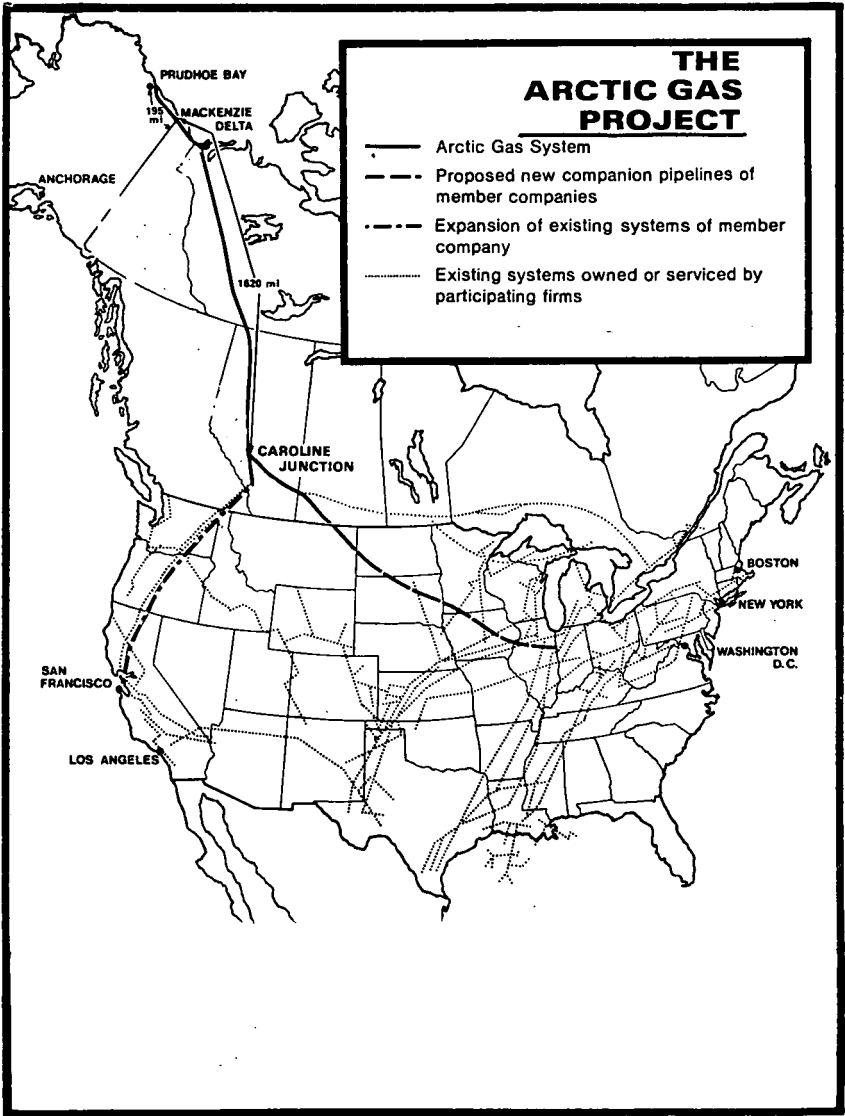 THE
ARCTIC GAS
PROJECT
Arctic Gas System
Proposed new companion pipelines of
member companies
Expansion of existing systems of member
company
Existing systems owned or serviced by
participating firms
PRUDHOE BAY
195
mi
MACKENZIE
DELTA
ANCHORAGE
1620 mi
CAROLINE
JUNCTION
BOSTON
NEW YORK
WASHINGTON
D.C.
SAN
FRANCISCO
LOS ANGELES